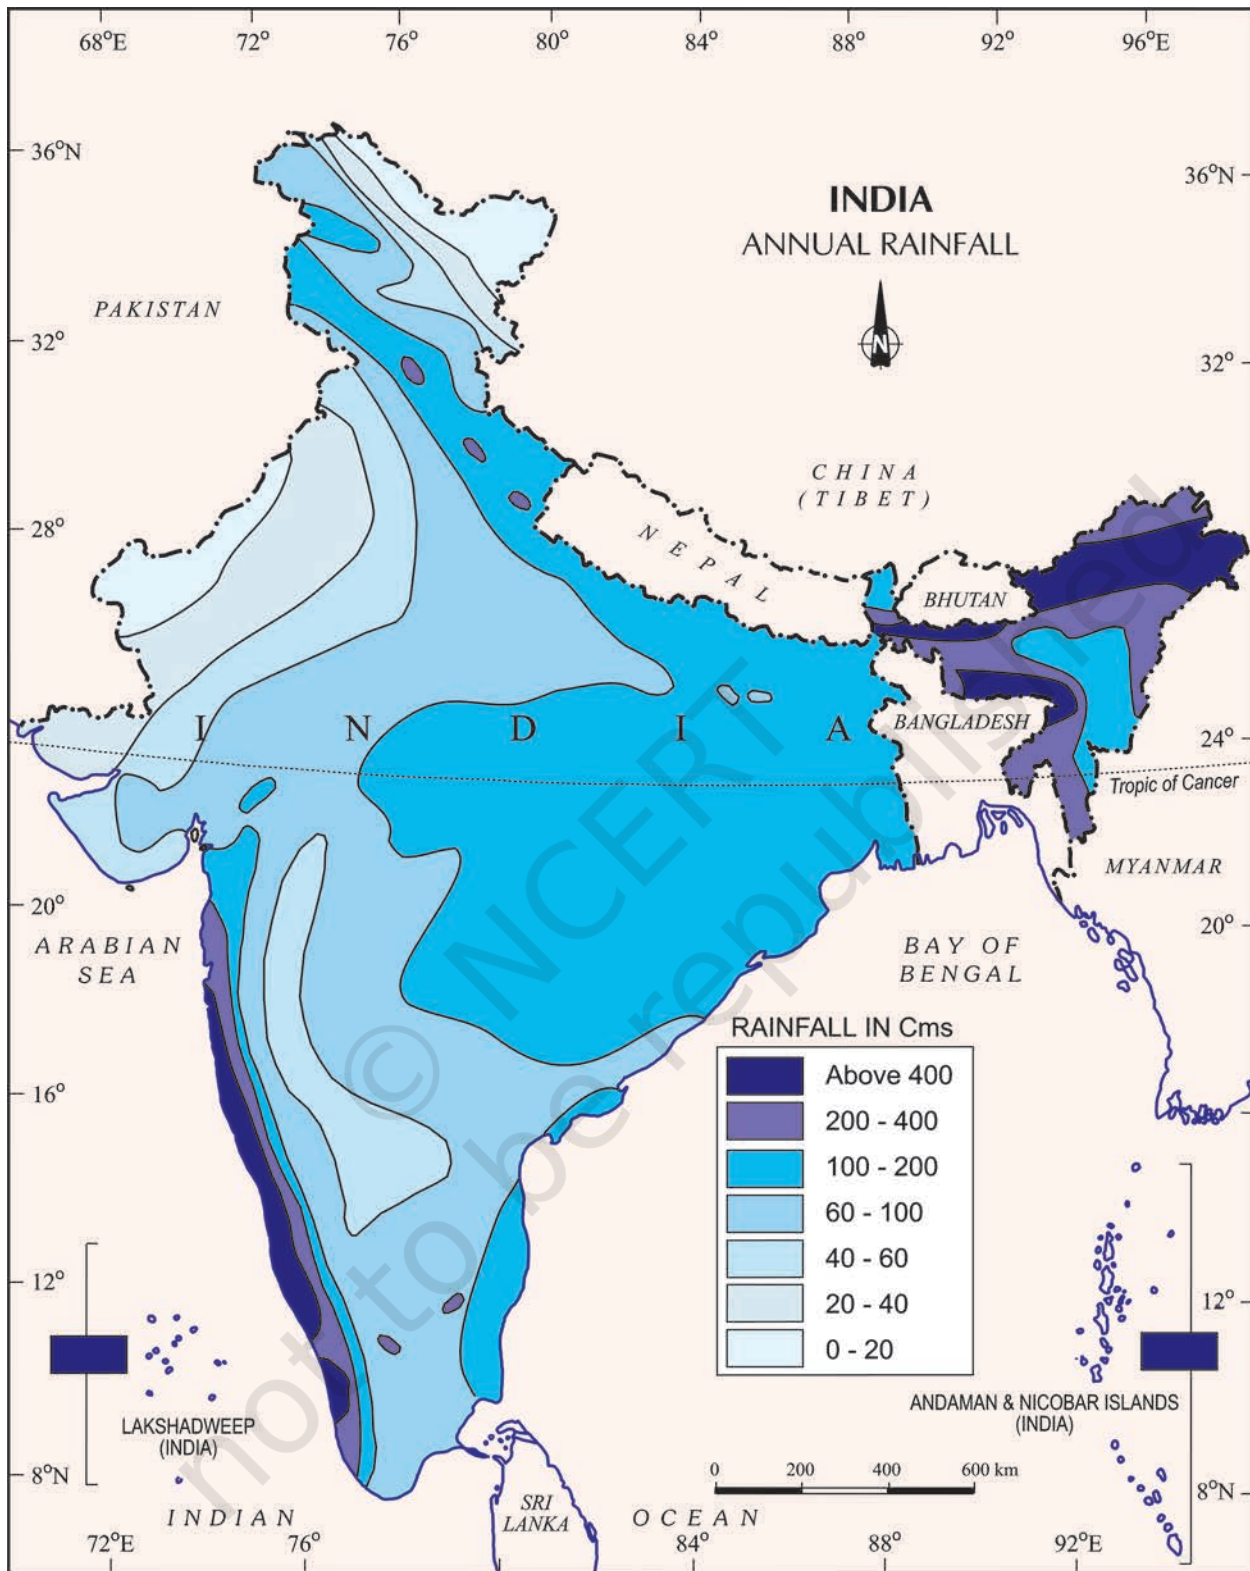 68°E 72° 76° 80° 84° 88° 92° 96°E
36°N
36°N
INDIA
ANNUAL RAINFALL
N
PAKISTAN
32°
32°
CHINA
(TIBET)
28°
NEPAL
BHUTAN
INDIA
BANGLADESH
24°
Tropic of Cancer
MYANMAR
20°
20°
ARABIAN
SEA
BAY OF
BENGAL
RAINFALL IN Cms
Above 400
200 - 400
100 - 200
60 - 100
40 - 60
20 - 40
0 - 20
16°
12°
12°
LAKSHADWEEP
(INDIA)
ANDAMAN & NICOBAR ISLANDS
(INDIA)
8°N
8°N
0 200 400 600 km
SRI
LANKA
INDIAN OCEAN
72°E 76° 84° 88° 92°E
© NCERT
not to be republished